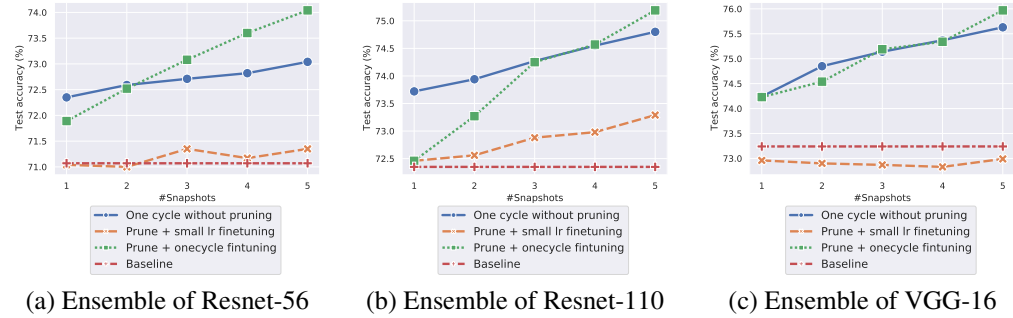 74.0
73.5
73.0
72.5
72.0
71.5
71.0
Test accuracy (%)
1 2 3 4 5
#Snapshots
One cycle without pruning
Prune + small lr finetuning
Prune + onecycle fintuning
Baseline
(a) Ensemble of Resnet-56
75.0
74.5
74.0
73.5
73.0
72.5
Test accuracy (%)
1 2 3 4 5
#Snapshots
One cycle without pruning
Prune + small lr finetuning
Prune + onecycle fintuning
Baseline
(b) Ensemble of Resnet-110
76.0
75.5
75.0
74.5
74.0
73.5
73.0
Test accuracy (%)
1 2 3 4 5
#Snapshots
One cycle without pruning
Prune + small lr finetuning
Prune + onecycle fintuning
Baseline
(c) Ensemble of VGG-16